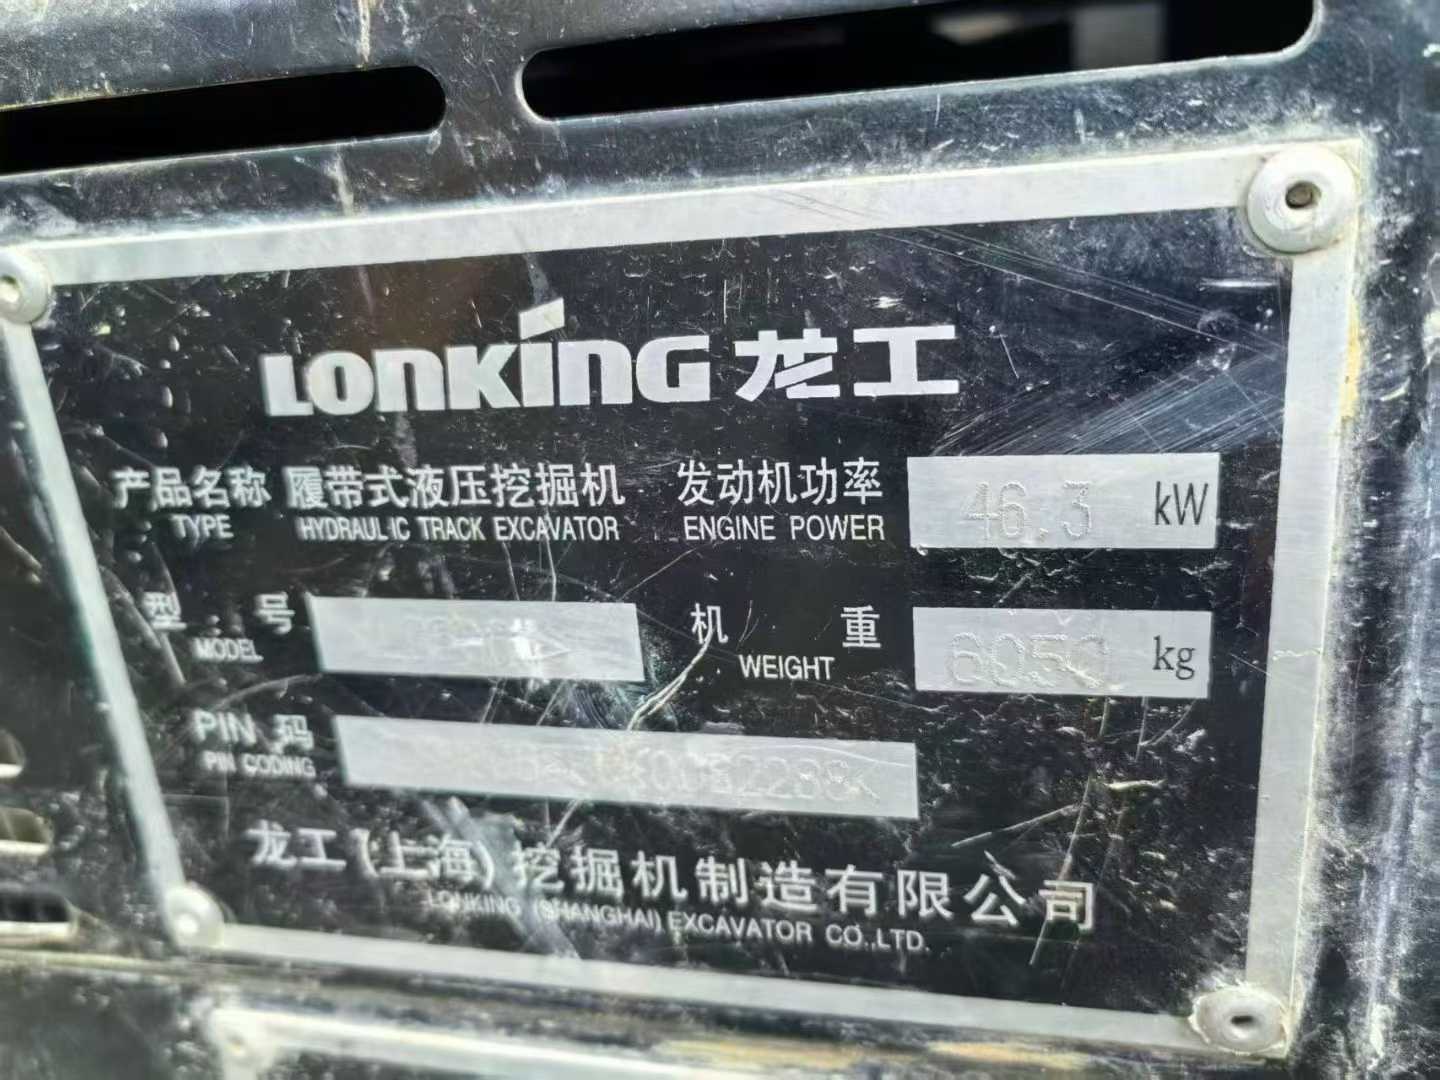 LONKING 龙工
产品名称 履带式液压挖掘机 发动机功率 46.3 kW
TYPE HYDRAULIC TRACK EXCAVATOR ENGINE POWER
型号 机重 6050 kg
MODEL WEIGHT
PIN 码
PIN CODING
龙工(上海)挖掘机制造有限公司
LONKING (SHANGHAI) EXCAVATOR CO.,LTD.